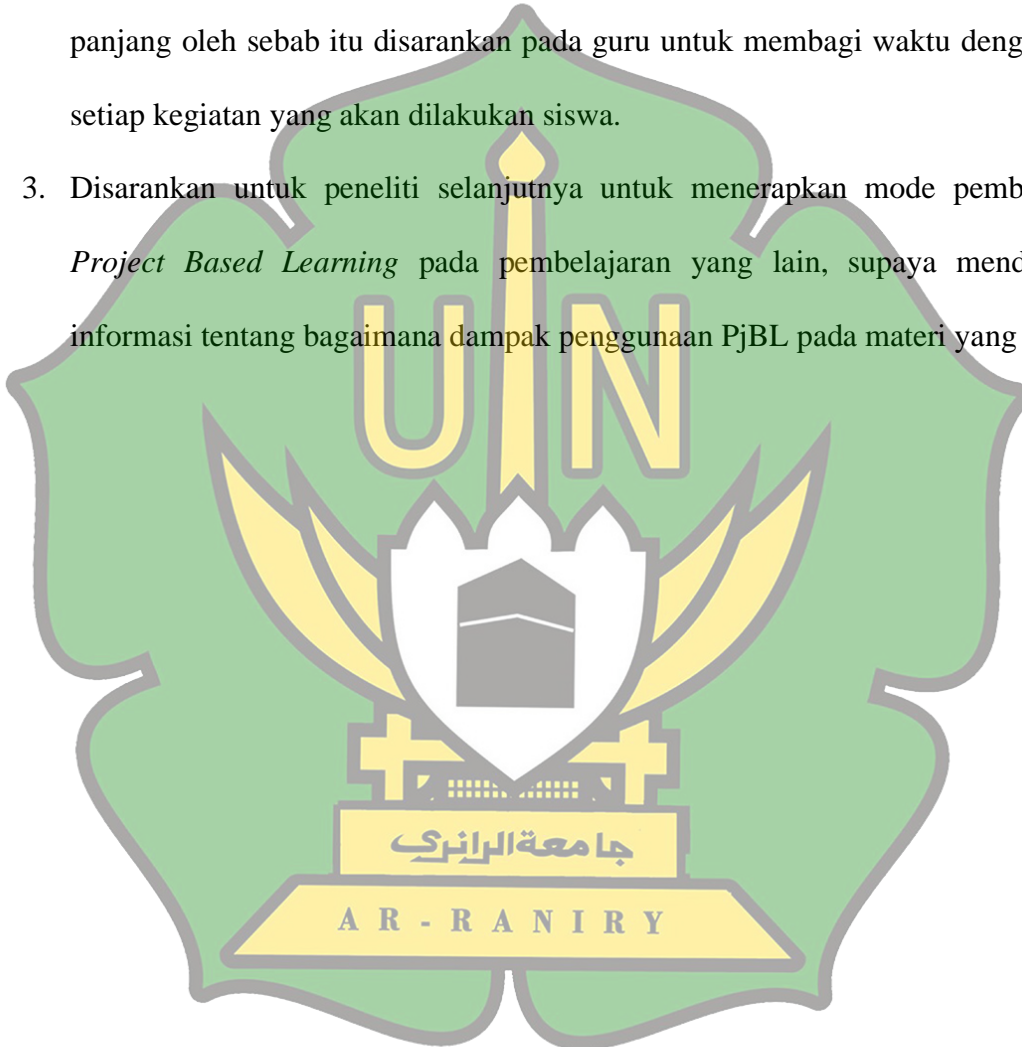 panjang oleh sebab itu disarankan pada guru untuk membagi waktu deng
setiap kegiatan yang akan dilakukan siswa.
3. Disarankan untuk peneliti selanjutnya untuk menerapkan mode pemb
Project Based Learning pada pembelajaran yang lain, supaya mend
informasi tentang bagaimana dampak penggunaan PjBL pada materi yang
UIN
جامعةالرانري
AR-RANIRY